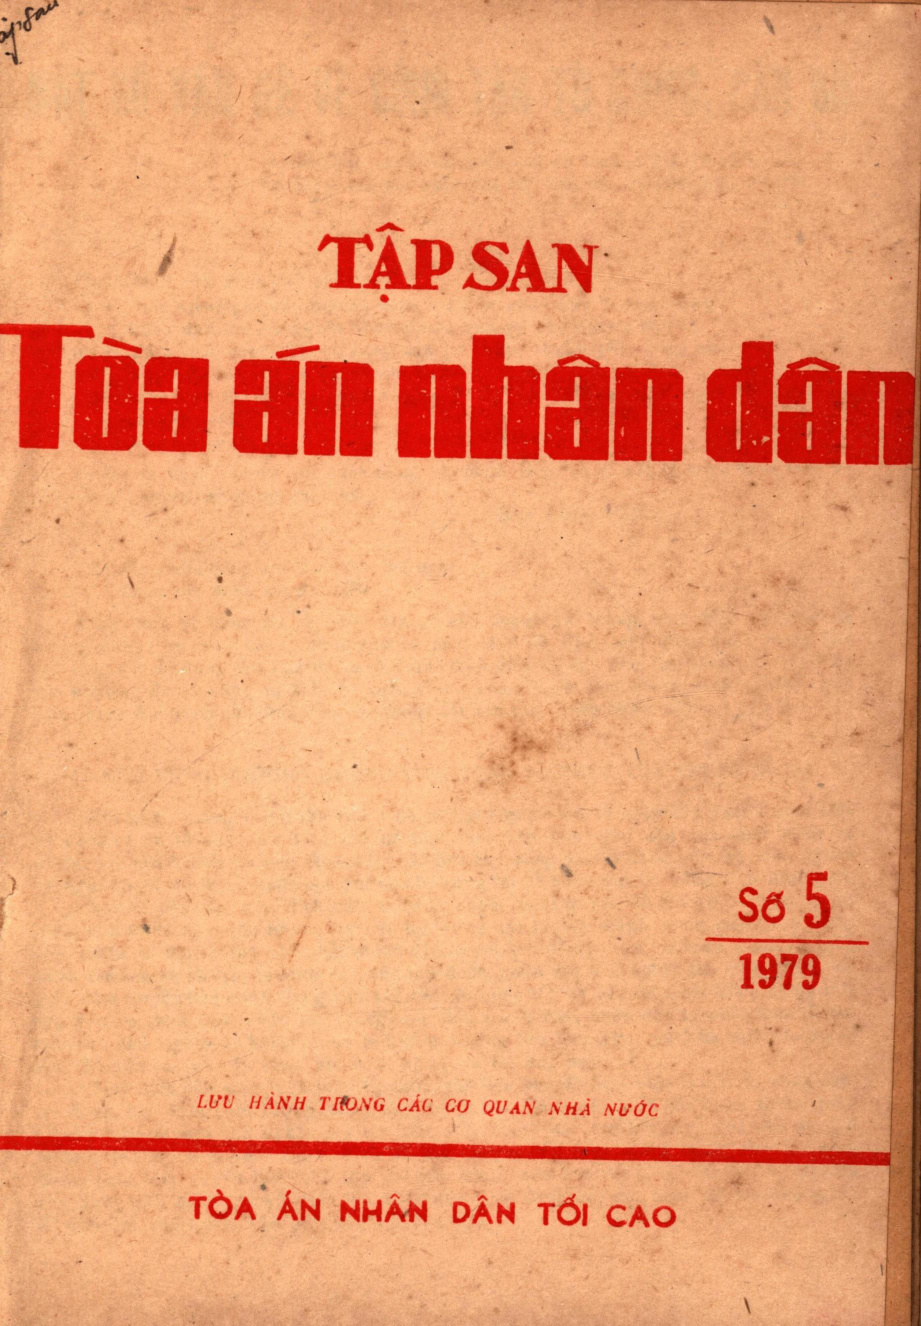 TẬP SAN
Tòa án nhân dân
Số 5
1979
LƯU HÀNH TRONG CÁC CƠ QUAN NHÀ NƯỚC
TÒA ÁN NHÂN DÂN TỐI CAO